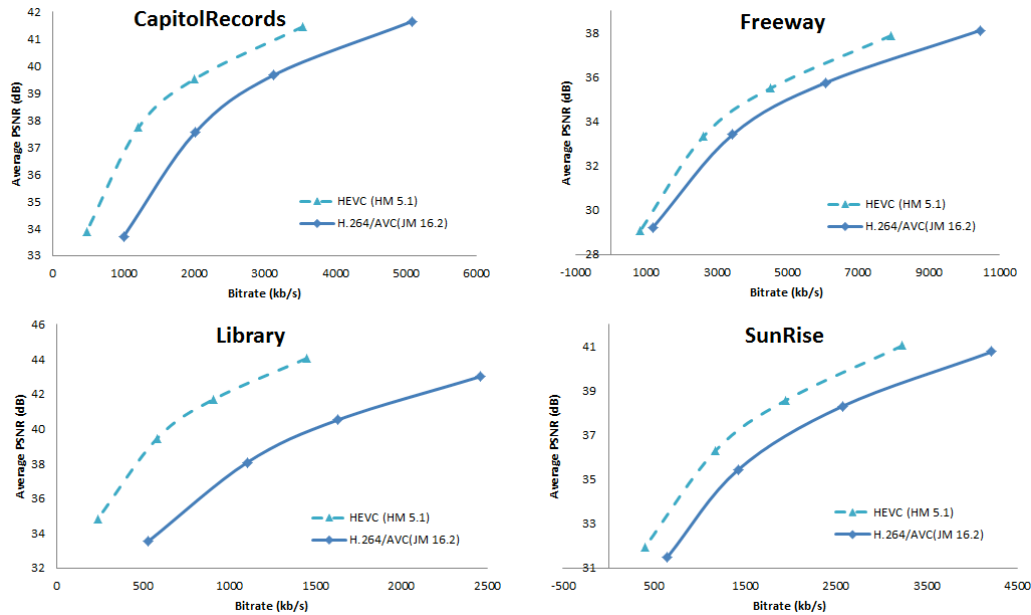 CapitolRecords
Average PSNR (dB)
42
41
40
39
38
37
36
35
34
33
0 1000 2000 3000 4000 5000 6000
Bitrate (kb/s)
HEVC (HM 5.1)
H.264/AVC(JM 16.2)
Freeway
Average PSNR (dB)
38
36
34
32
30
28
-1000 1000 3000 5000 7000 9000 11000
Bitrate (kb/s)
HEVC (HM 5.1)
H.264/AVC(JM 16.2)
Library
Average PSNR (dB)
46
44
42
40
38
36
34
32
0 500 1000 1500 2000 2500
Bitrate (kb/s)
HEVC (HM 5.1)
H.264/AVC(JM 16.2)
SunRise
Average PSNR (dB)
41
39
37
35
33
31
-500 500 1500 2500 3500 4500
Bitrate (kb/s)
HEVC (HM 5.1)
H.264/AVC(JM 16.2)